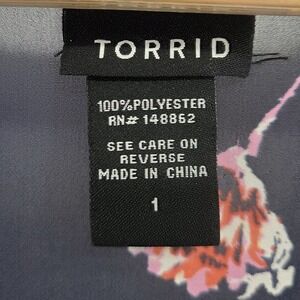 TORRID
100%POLYESTER
RN# 148862
SEE CARE ON
REVERSE
MADE IN CHINA
1